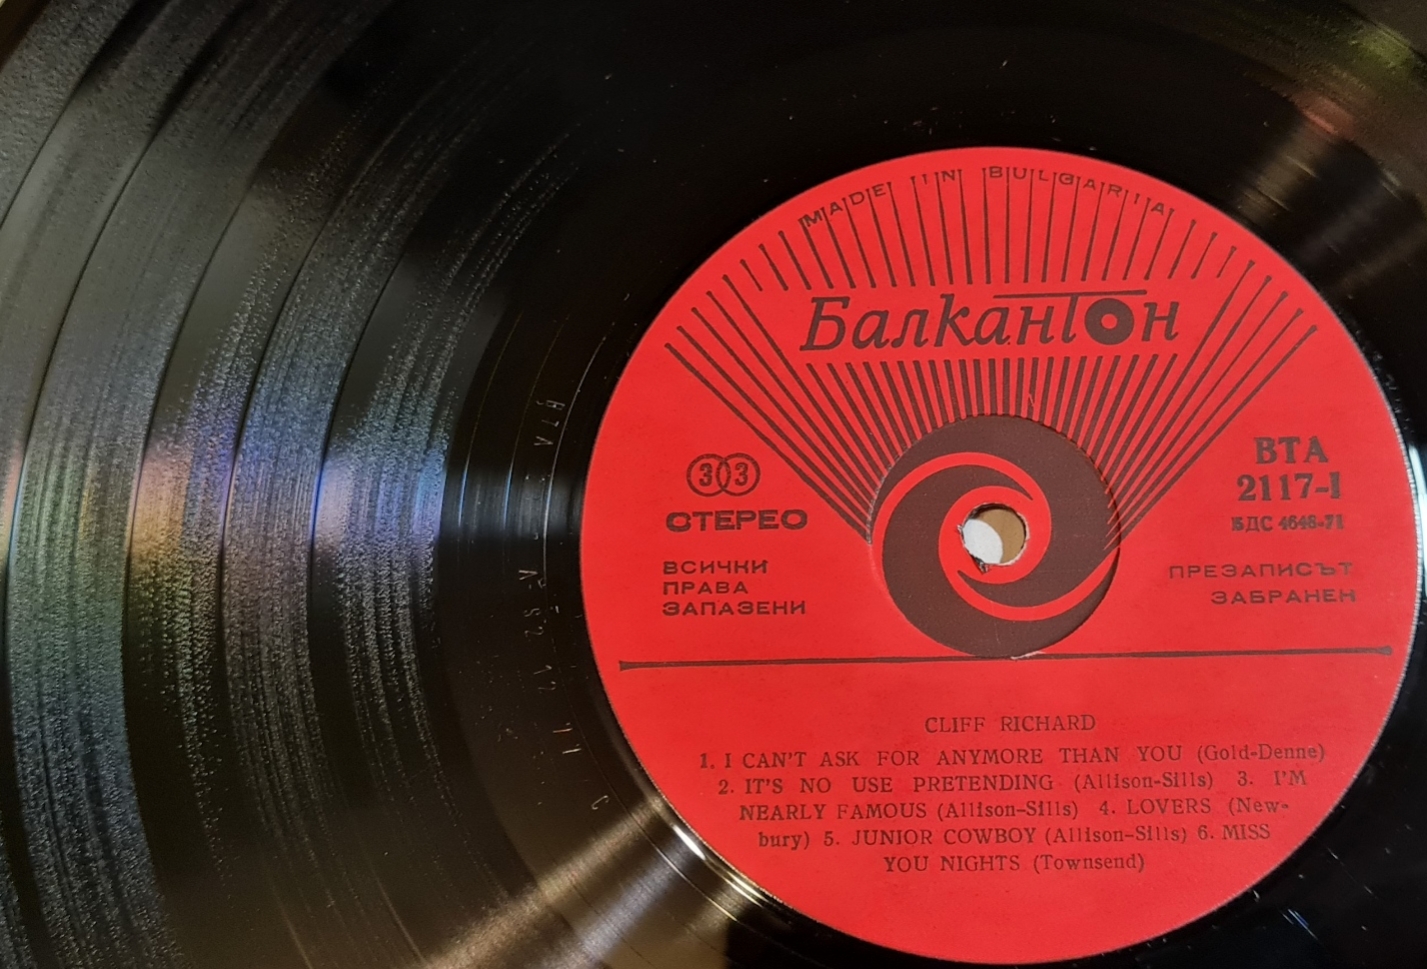 MADE IN BULGARIA
Балкантон
33
СТЕРЕО
ВСИЧКИ
ПРАВА
ЗАПАЗЕНИ
ВТА
2117-I
БДС 4646-71
ПРЕЗАПИСЪТ
ЗАБРАНЕН
CLIFF RICHARD
1. I CAN'T ASK FOR ANYMORE THAN YOU (Gold-Denne)
2. IT'S NO USE PRETENDING (Allison-Sills) 3. I'M
NEARLY FAMOUS (Allison-Sills) 4. LOVERS (New-
bury) 5. JUNIOR COWBOY (Allison-Sills) 6. MISS
YOU NIGHTS (Townsend)